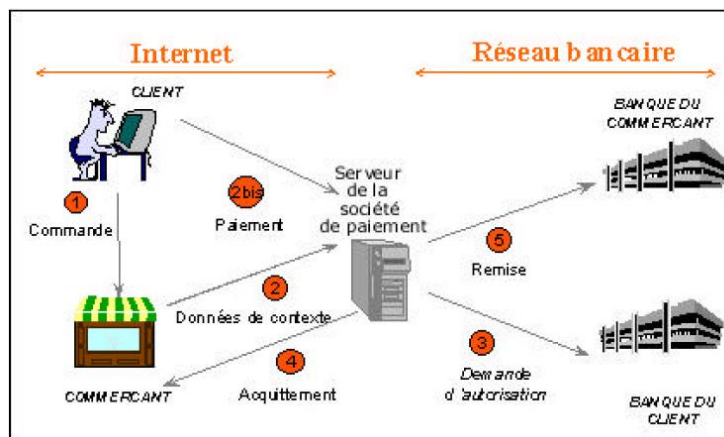 Internet
Réseau bancaire
CLIENT
BANQUE DU
COMMERCANT
1
Commande
2bis
Paiement
Serveur
de la
société
de paiement
5
Remise
2
Données de contexte
3
Demande
d'autorisation
4
Acquittement
COMMERCANT
BANQUE DU
CLIENT